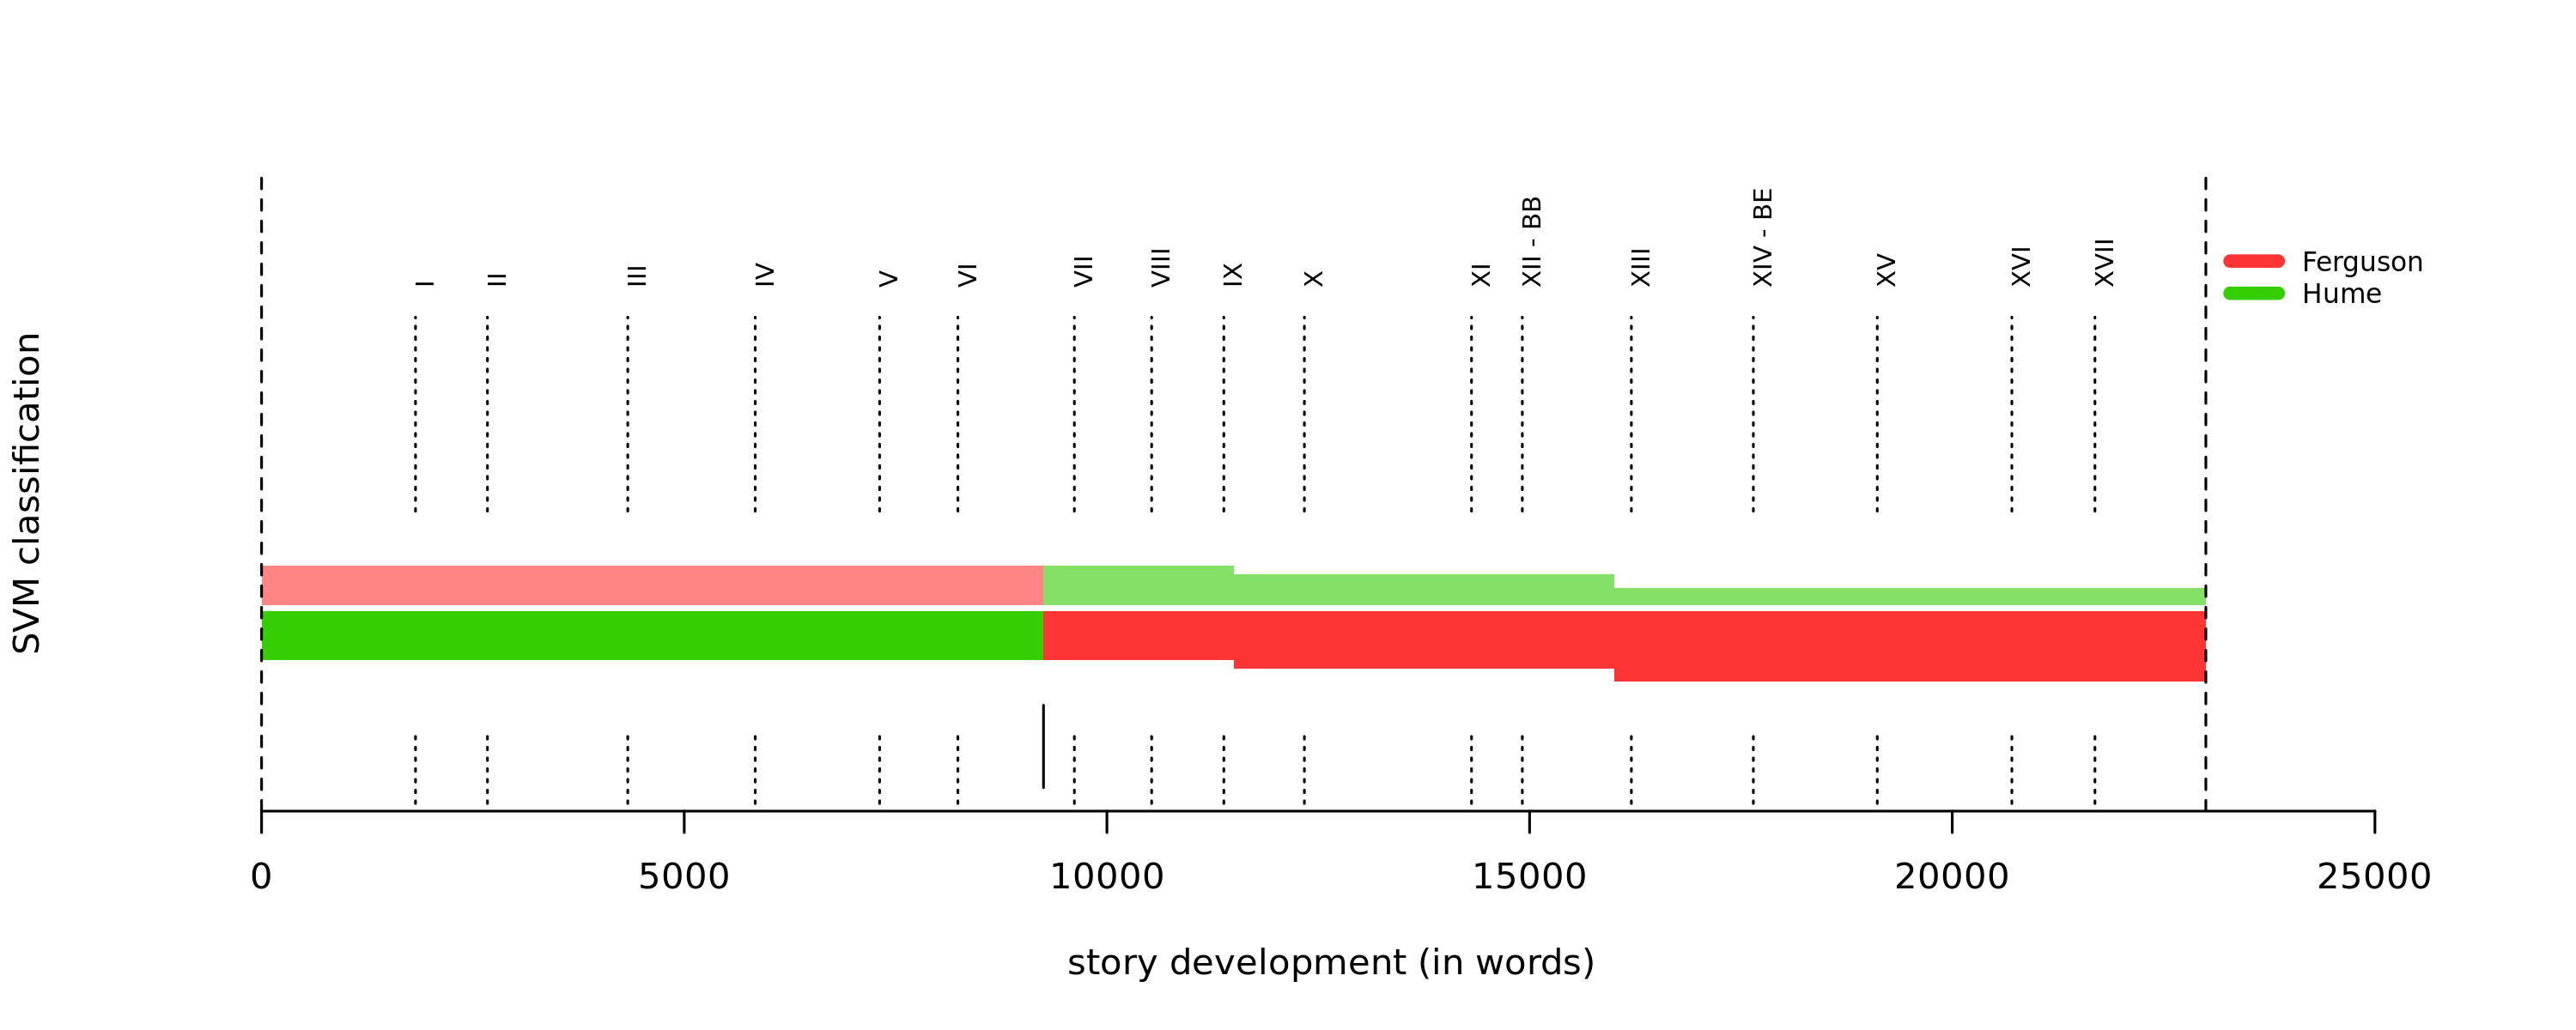 SVM classification
I
II
III
IV
V
VI
VII
VIII
IX
X
XI
XII - BB
XIII
XIV - BE
XV
XVI
XVII
Ferguson
Hume
0
5000
10000
15000
20000
25000
story development (in words)